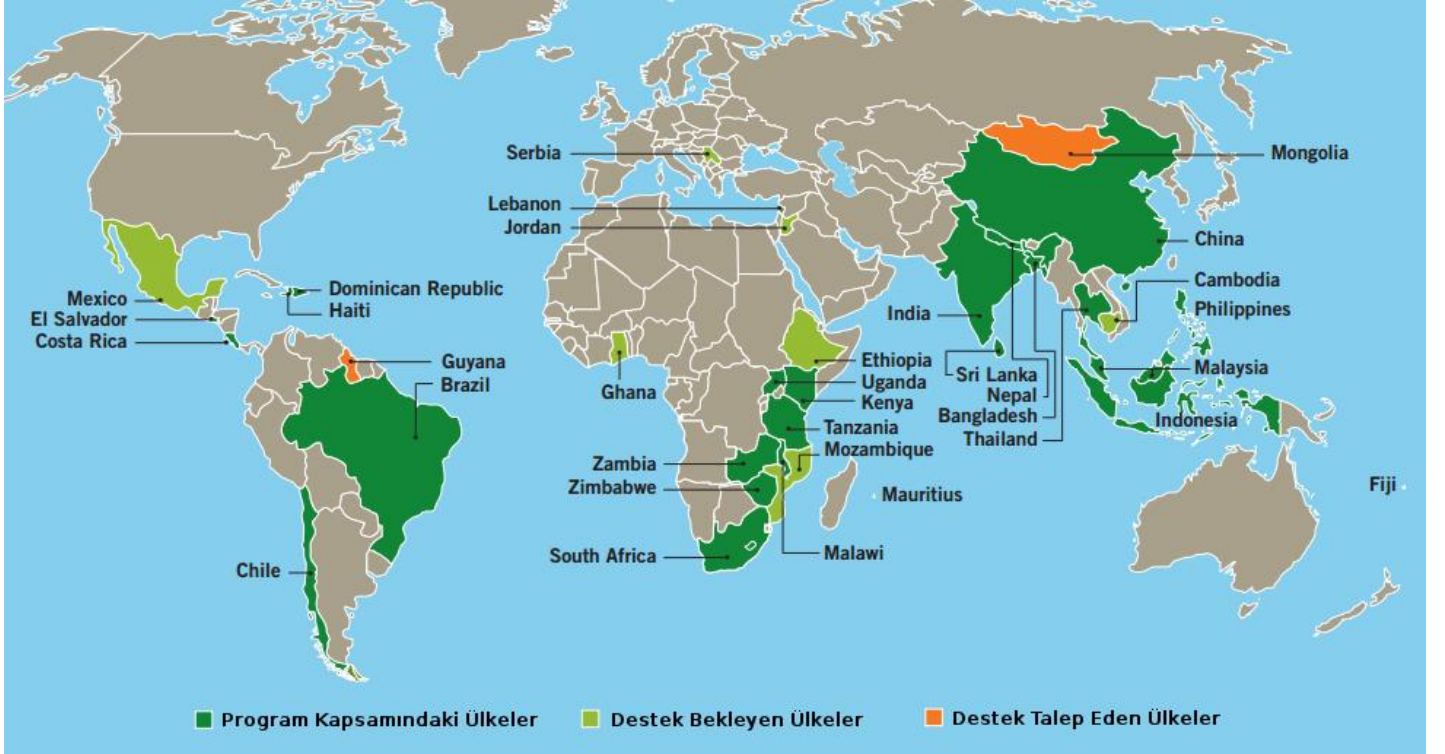 Serbia
Mongolia
Lebanon
Jordan
China
Cambodia
Dominican Republic
Mexico
Haiti
Philippines
El Salvador
India
Costa Rica
Guyana
Ethiopia
Malaysia
Brazil
Uganda
Sri Lanka
Ghana
Nepal
Kenya
Bangladesh
Indonesia
Tanzania
Thailand
Mozambique
Zambia
Zimbabwe
Mauritius
Fiji
South Africa
Malawi
Chile
Program Kapsamındaki Ülkeler
Destek Bekleyen Ülkeler
Destek Talep Eden Ülkeler